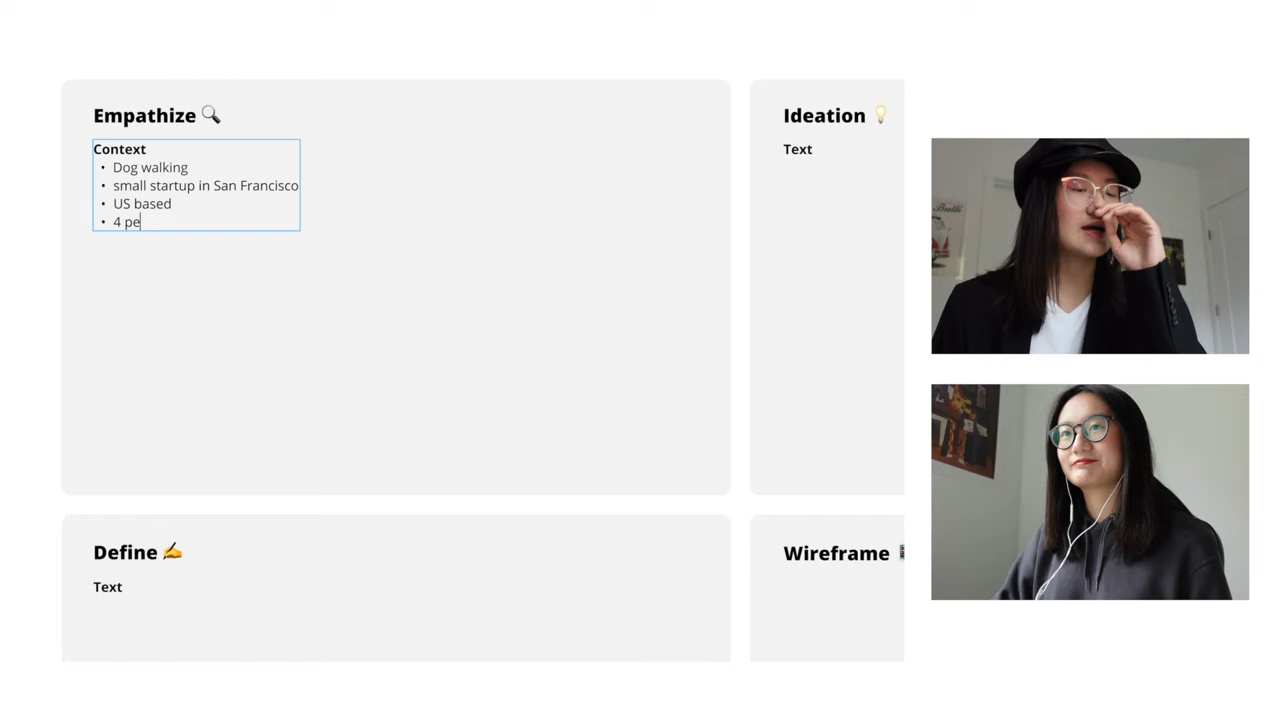 Empathize 🔍
Context
• Dog walking
• small startup in San Francisco
• US based
• 4 pe
Ideation 💡
Text
Define ✍️
Text
Wireframe